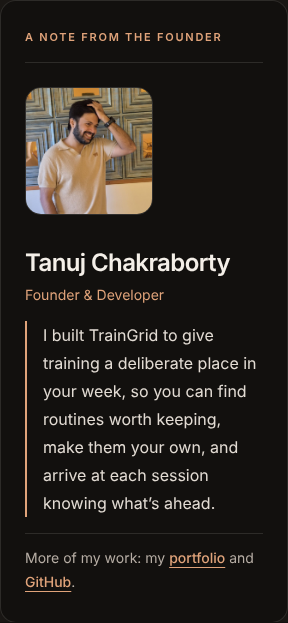 A NOTE FROM THE FOUNDER
Tanuj Chakraborty
Founder & Developer
I built TrainGrid to give
training a deliberate place in
your week, so you can find
routines worth keeping,
make them your own, and
arrive at each session
knowing what’s ahead.
More of my work: my portfolio and
GitHub.